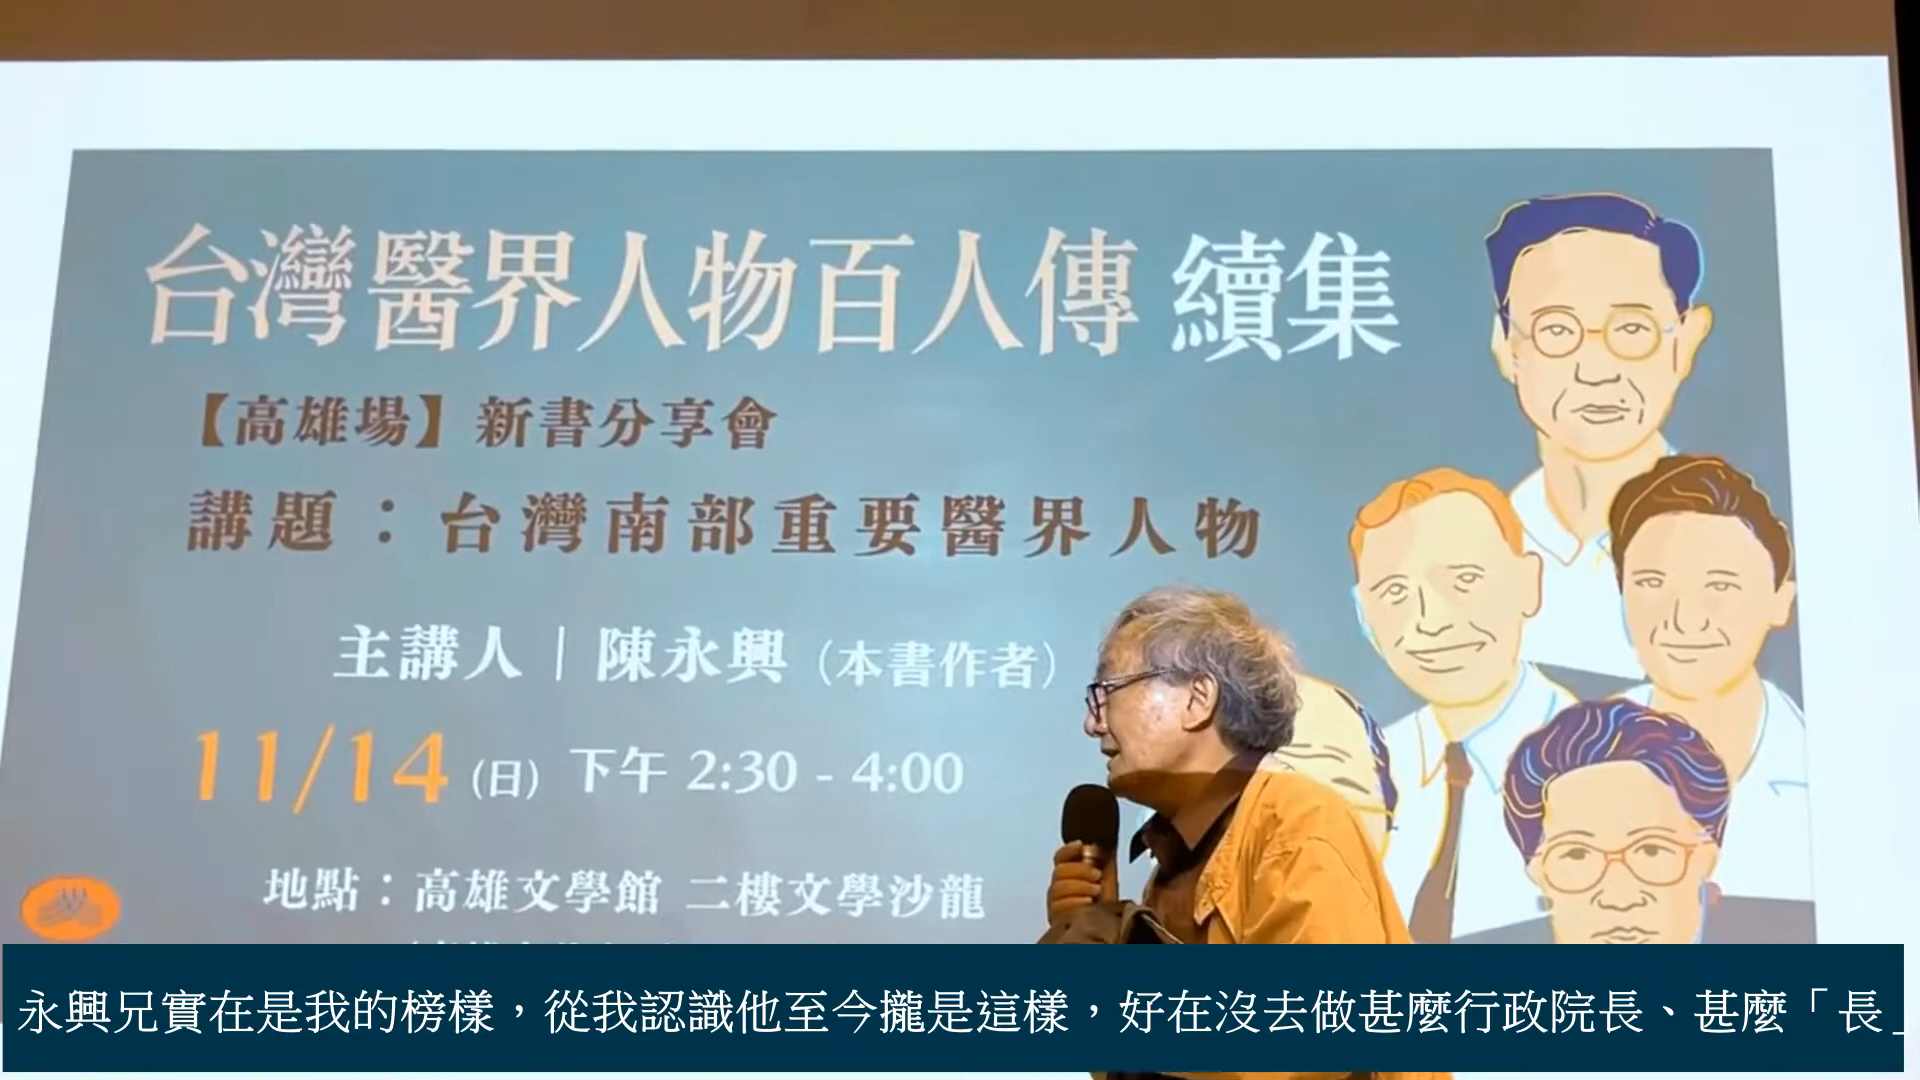 台灣醫界人物百人傳 續集
【高雄場】新書分享會
講題：台灣南部重要醫界人物
主講人｜陳永興（本書作者）
11/14（日）下午 2:30 - 4:00
地點：高雄文學館 二樓文學沙龍
永興兄實在是我的榜樣，從我認識他至今攏是這樣，好在沒去做甚麼行政院長、甚麼「長」